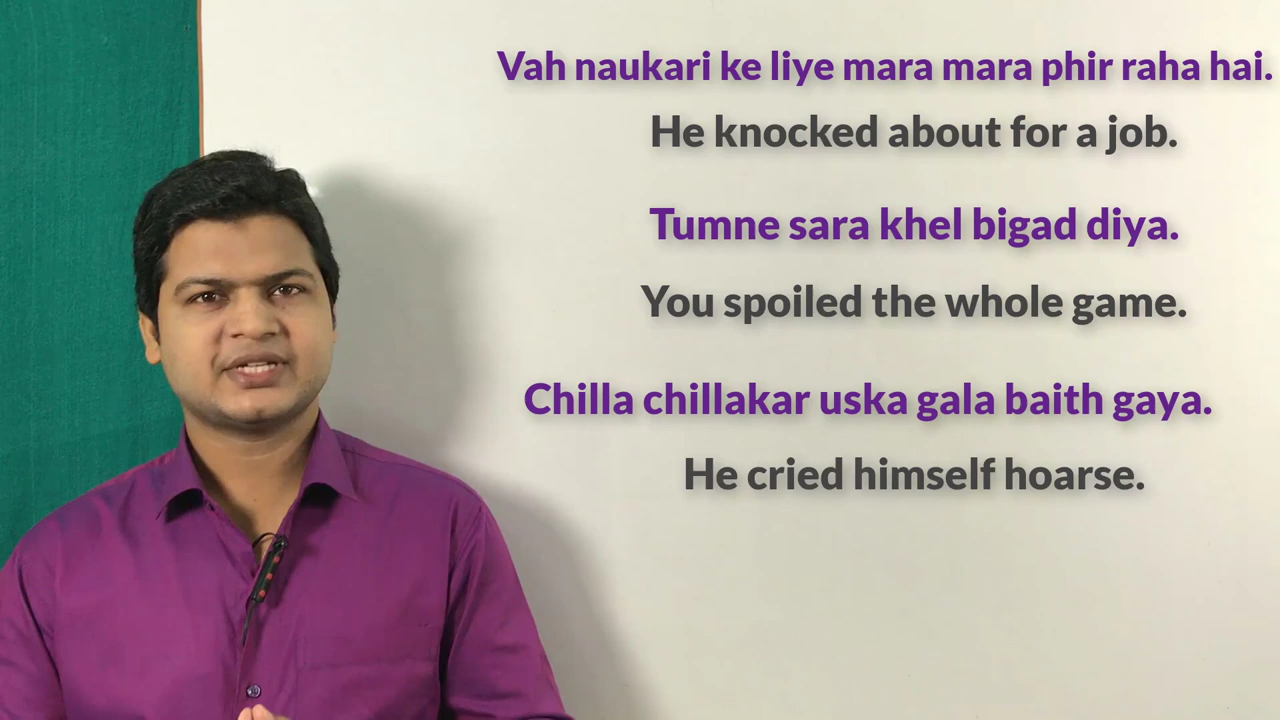 Vah naukari ke liye mara mara phir raha hai.
He knocked about for a job.
Tumne sara khel bigad diya.
You spoiled the whole game.
Chilla chillakar uska gala baith gaya.
He cried himself hoarse.